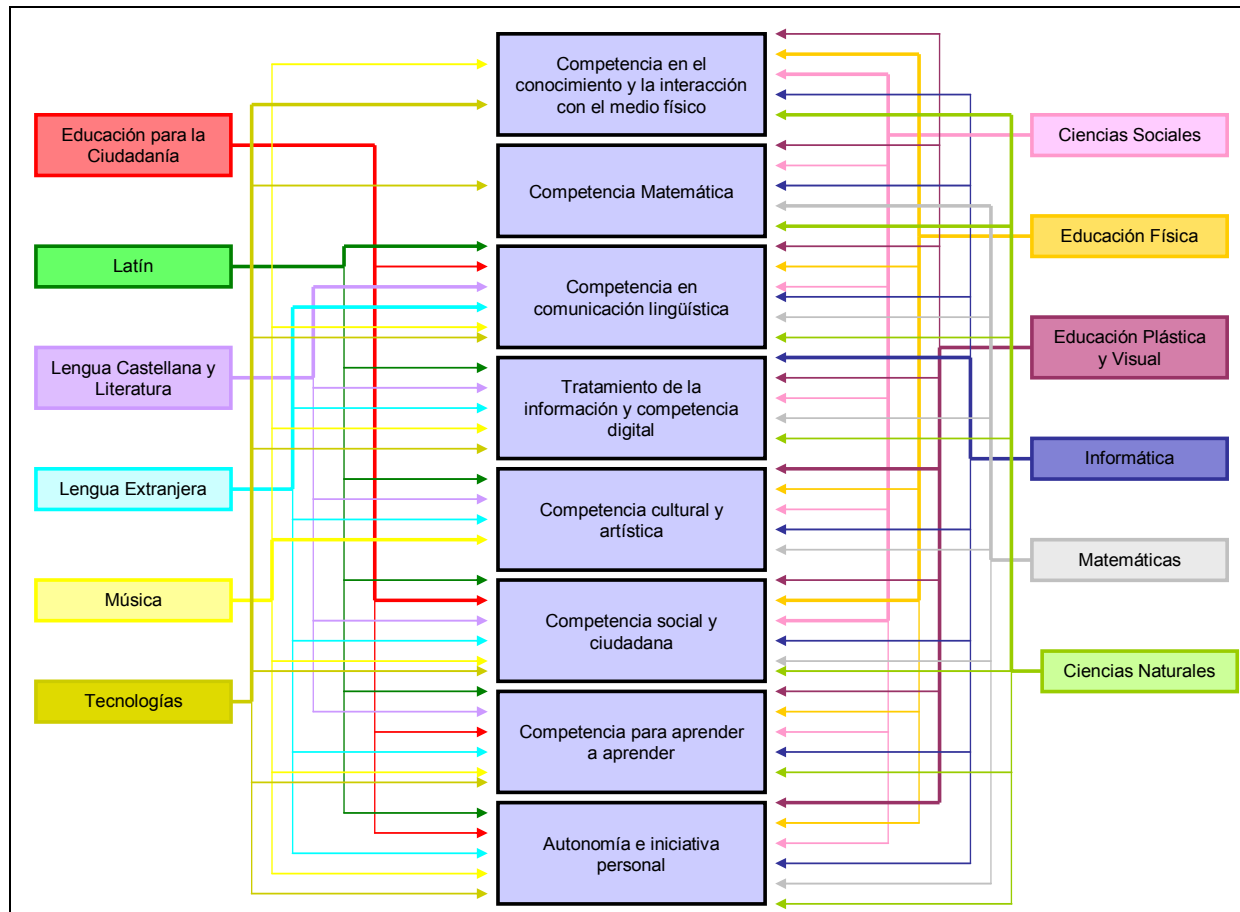 Educación para la
Ciudadanía
Latín
Lengua Castellana y
Literatura
Lengua Extranjera
Música
Tecnologías
Competencia en el
conocimiento y la interacción
con el medio físico
Competencia Matemática
Competencia en
comunicación lingüística
Tratamiento de la
información y competencia
digital
Competencia cultural y
artística
Competencia social y
ciudadana
Competencia para aprender
a aprender
Autonomía e iniciativa
personal
Ciencias Sociales
Educación Física
Educación Plástica
y Visual
Informática
Matemáticas
Ciencias Naturales